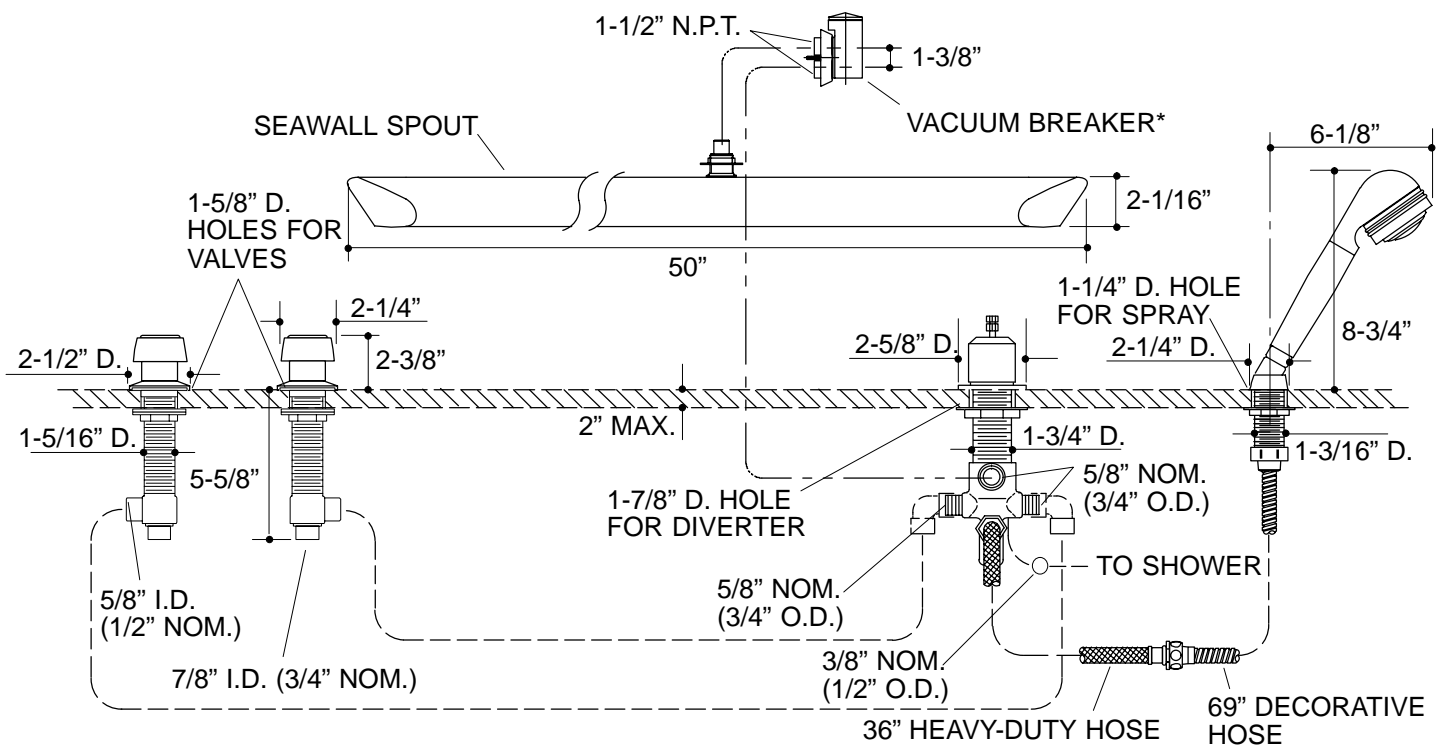 1-1/2” N.P.T.
1-3/8”
VACUUM BREAKER*
SEAWALL SPOUT
6-1/8”
2-1/16”
1-5/8” D.
HOLES FOR
VALVES
50”
1-1/4” D. HOLE
FOR SPRAY
8-3/4”
2-1/4”
2-3/8”
2-1/2” D.
2-5/8” D.
2-1/4” D.
2” MAX.
1-5/16” D.
5-5/8”
1-3/4” D.
1-3/16” D.
1-7/8” D. HOLE
FOR DIVERTER
5/8” NOM.
(3/4” O.D.)
TO SHOWER
5/8” I.D.
(1/2” NOM.)
5/8” NOM.
(3/4” O.D.)
7/8” I.D. (3/4” NOM.)
3/8” NOM.
(1/2” O.D.)
36” HEAVY-DUTY HOSE
69” DECORATIVE
HOSE